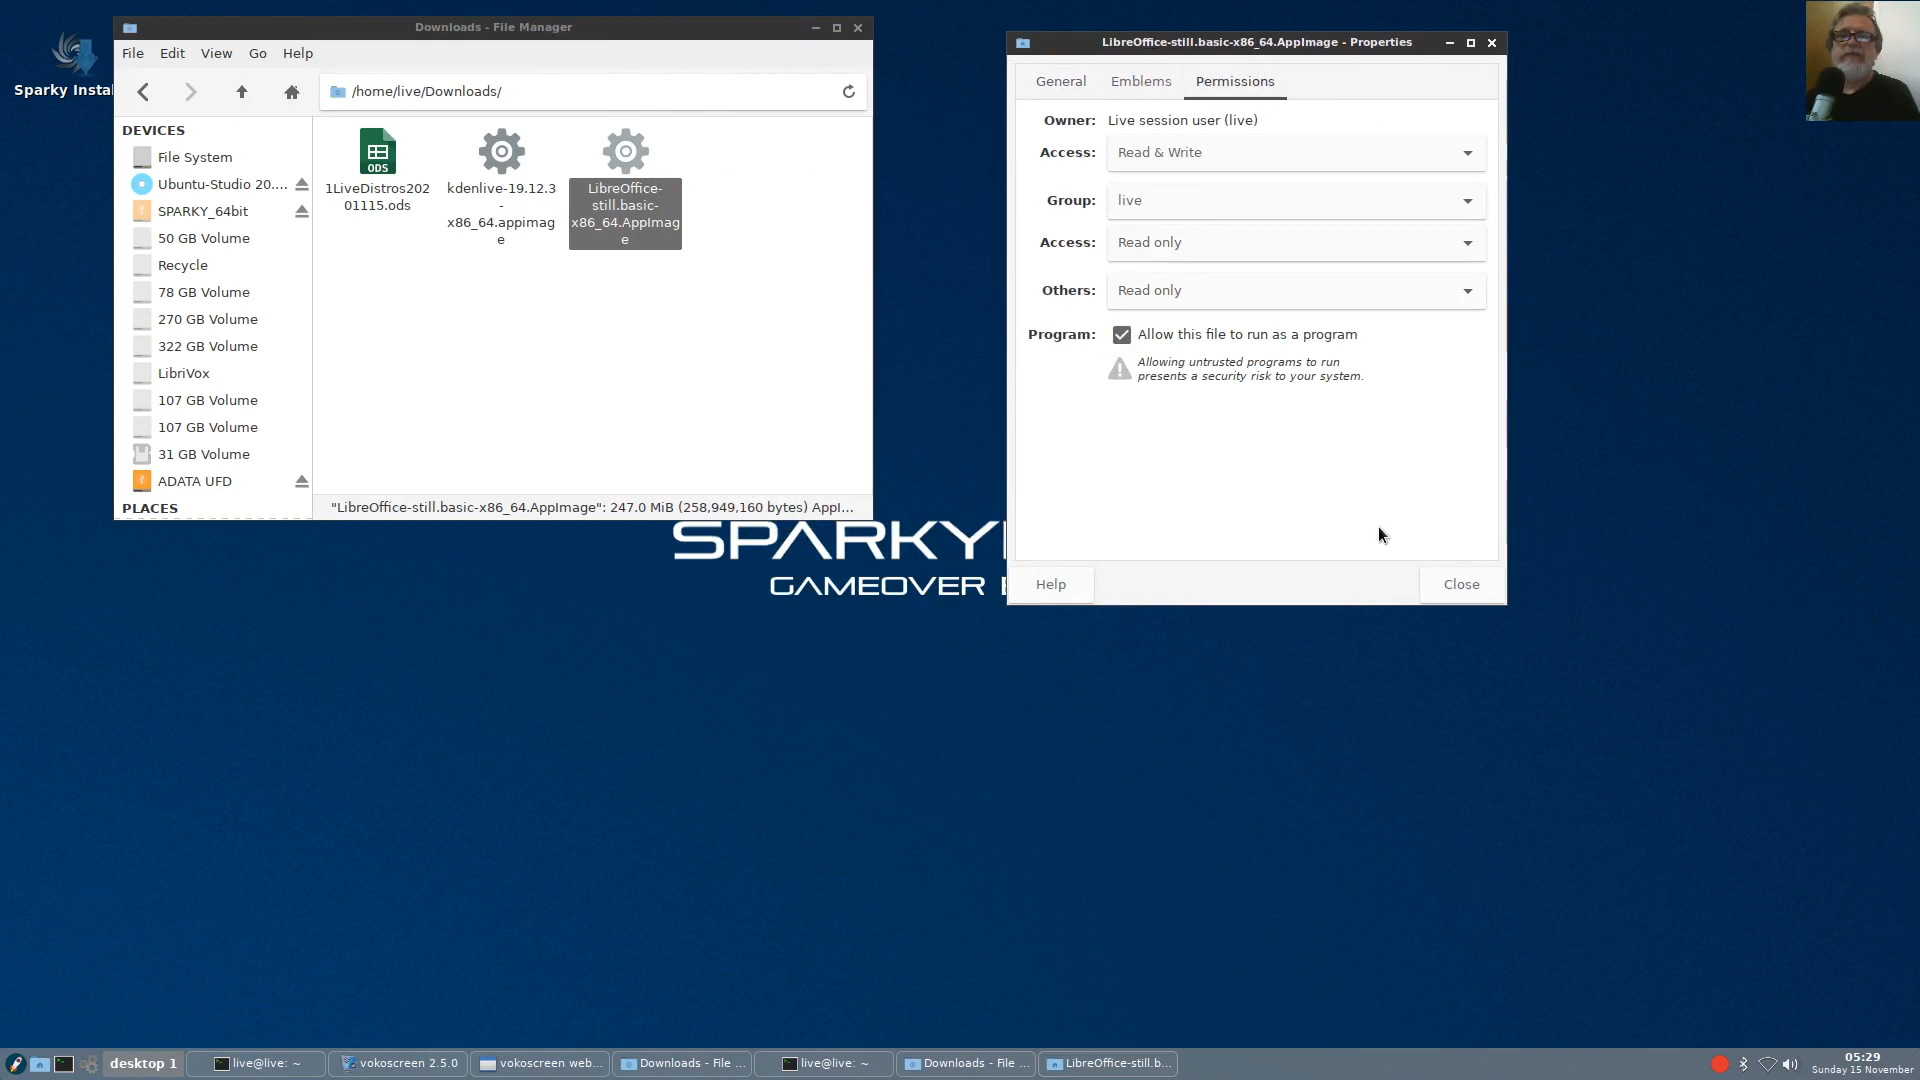 Sparky Instal
Downloads - File Manager
File Edit View Go Help
/home/live/Downloads/
DEVICES
File System
Ubuntu-Studio 20....
SPARKY_64bit
50 GB Volume
Recycle
78 GB Volume
270 GB Volume
322 GB Volume
LibriVox
107 GB Volume
107 GB Volume
31 GB Volume
ADATA UFD
PLACES
ODS
1LiveDistros202
01115.ods
kdenlive-19.12.3
-
x86_64.appimag
e
LibreOffice-
still.basic-
x86_64.AppImag
e
"LibreOffice-still.basic-x86_64.AppImage": 247.0 MiB (258,949,160 bytes) AppI...
LibreOffice-still.basic-x86_64.AppImage - Properties
General Emblems Permissions
Owner: Live session user (live)
Access: Read & Write
Group: live
Access: Read only
Others: Read only
Program: Allow this file to run as a program
Allowing untrusted programs to run
presents a security risk to your system.
Help Close
SPARKY
GAMEOVER
desktop 1 live@live: ~ vokoscreen 2.5.0 vokoscreen web... Downloads - File ... live@live: ~ Downloads - File ... LibreOffice-still.b...
05:29
Sunday 15 November